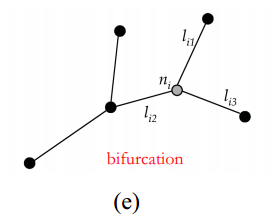 l_{i1}
n_i
l_{i3}
l_{i2}
bifurcation
(e)